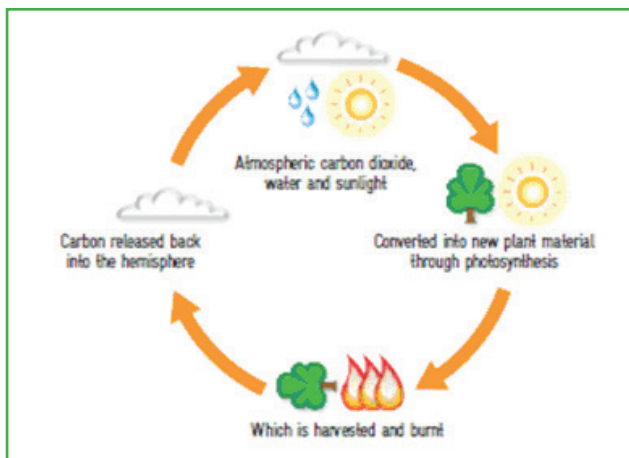 Atmospheric carbon dioxide,
water and sunlight
Converted into new plant material
through photosynthesis
Which is harvested and burnt
Carbon released back
into the hemisphere